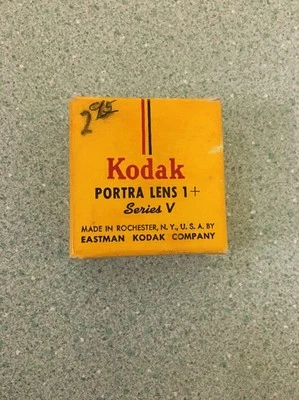 2 95
Kodak
PORTRA LENS 1+
Series V
MADE IN ROCHESTER, N. Y., U. S. A. BY
EASTMAN KODAK COMPANY